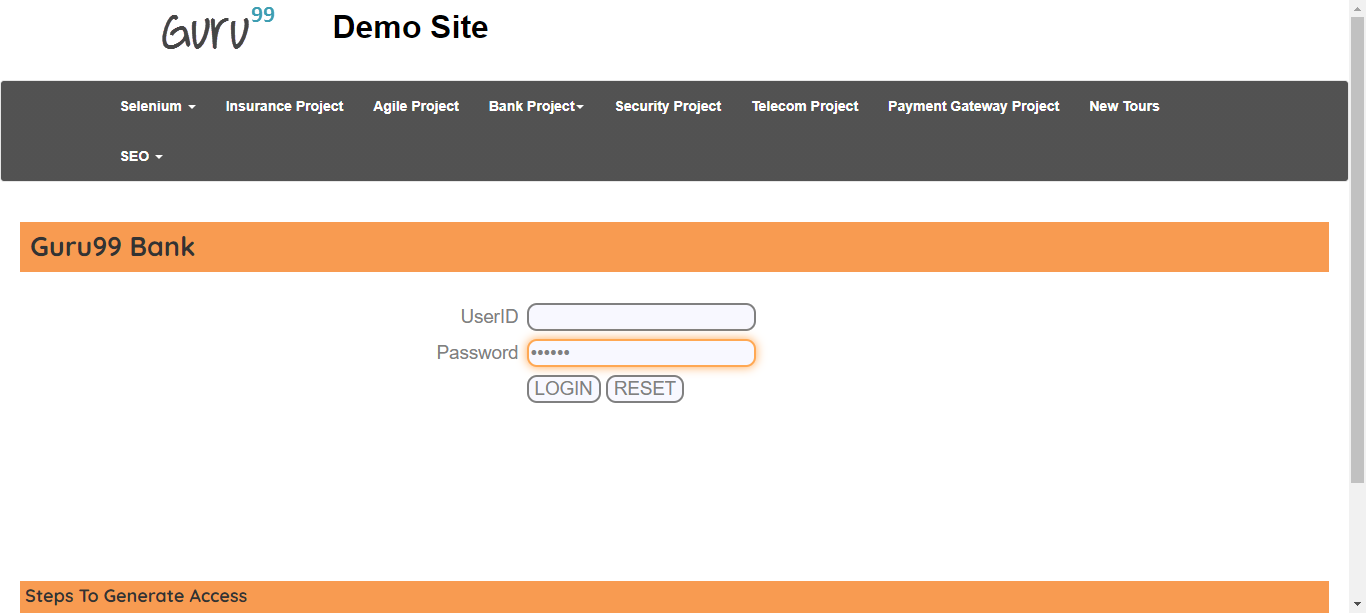 Guru99
Demo Site
Selenium Insurance Project Agile Project Bank Project Security Project Telecom Project Payment Gateway Project New Tours
SEO
Guru99 Bank
UserID
Password ••••••
LOGIN RESET
Steps To Generate Access